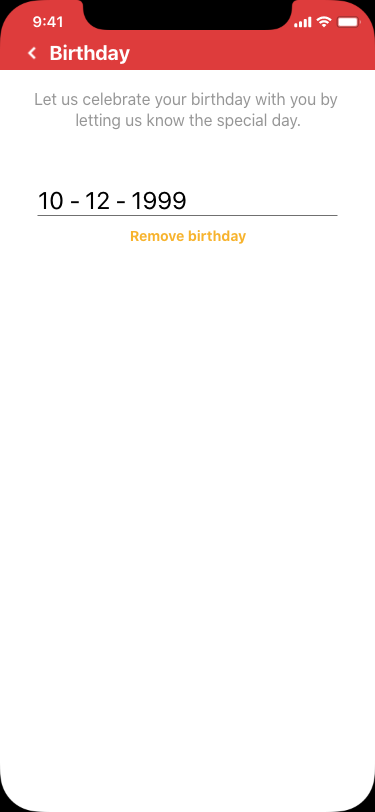 9:41
Birthday
Let us celebrate your birthday with you by
letting us know the special day.
10 - 12 - 1999
Remove birthday